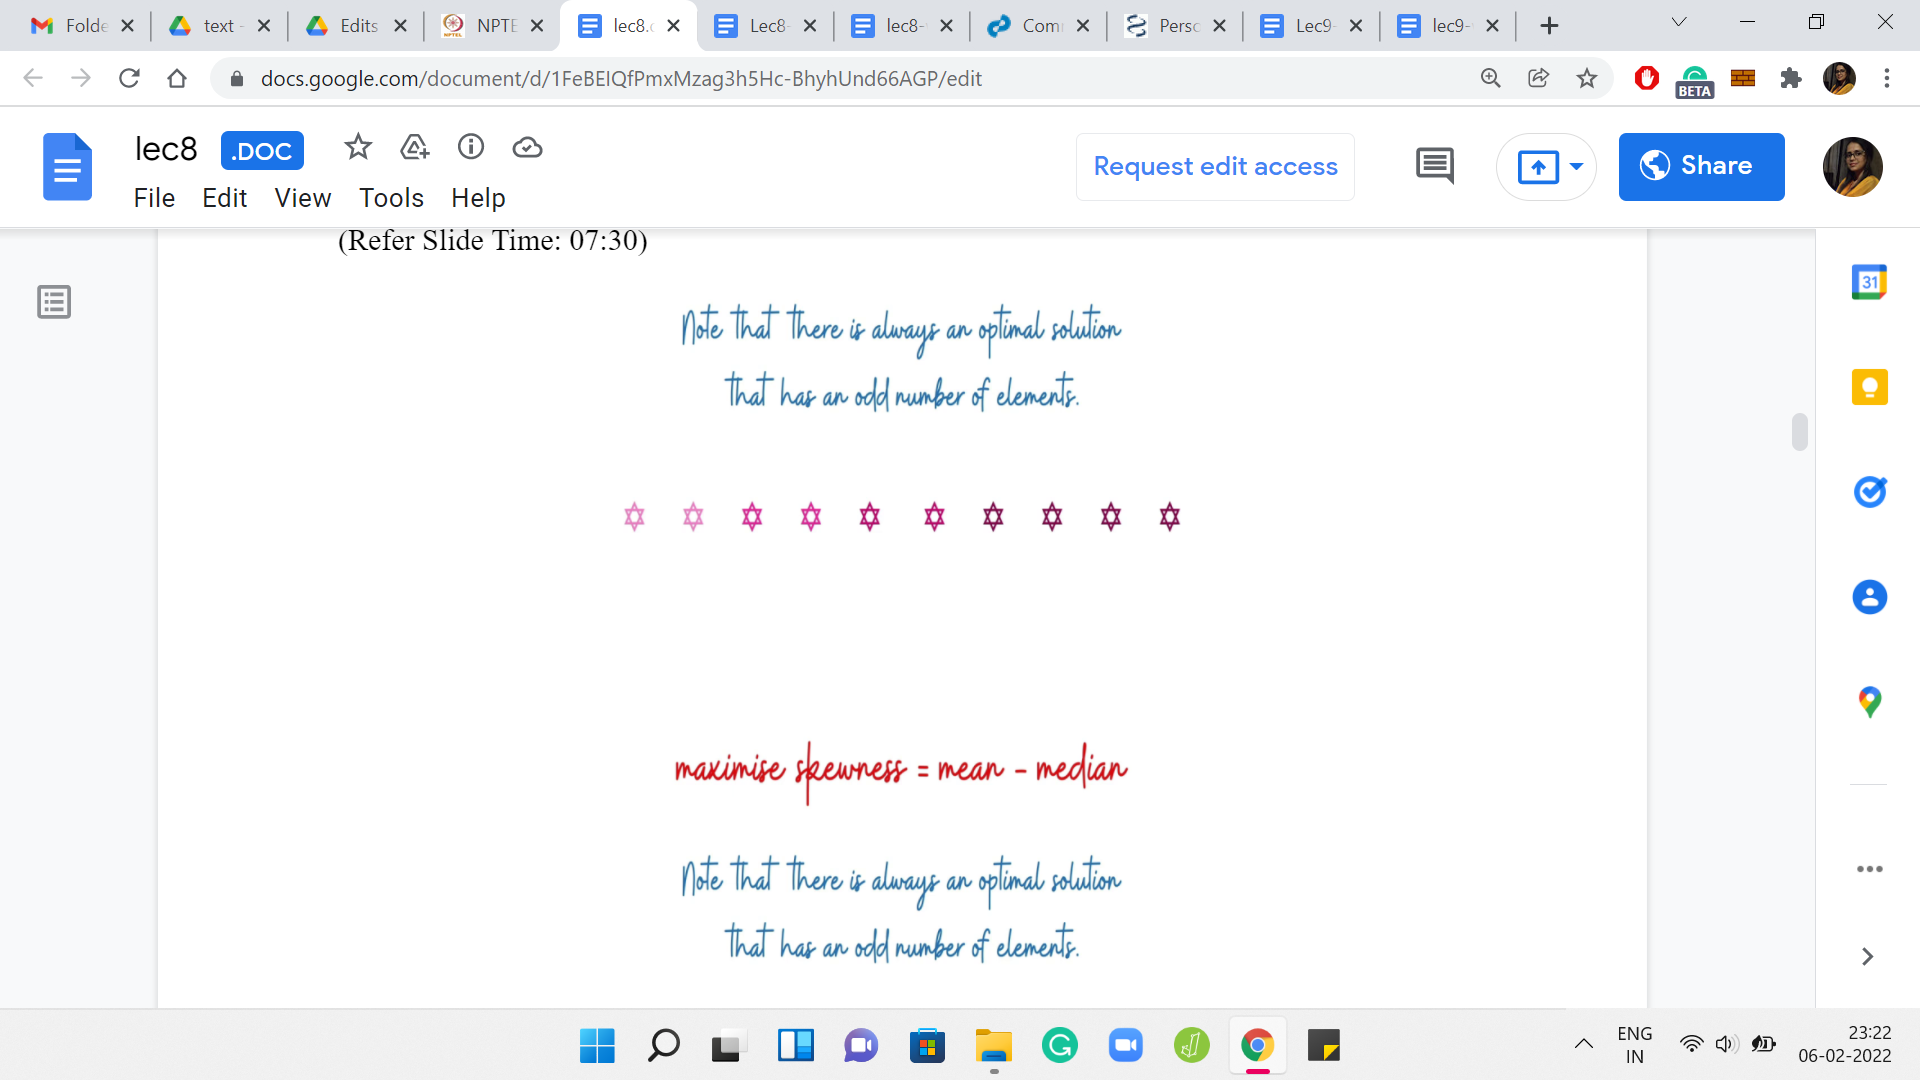 Folde
text -
Edits
NPTE
lec8.c
Lec8-
lec8-
Com
Perso
Lec9-
lec9-
docs.google.com/document/d/1FeBEIQfPmxMzag3h5Hc-BhyhUnd66AGP/edit
BETA
lec8 .DOC
Request edit access
Share
File Edit View Tools Help
(Refer Slide Time: 07:30)
Note that there is always an optimal solution
that has an odd number of elements.
maximise skewness = mean - median
Note that there is always an optimal solution
that has an odd number of elements.
31
ENG
IN
23:22
06-02-2022